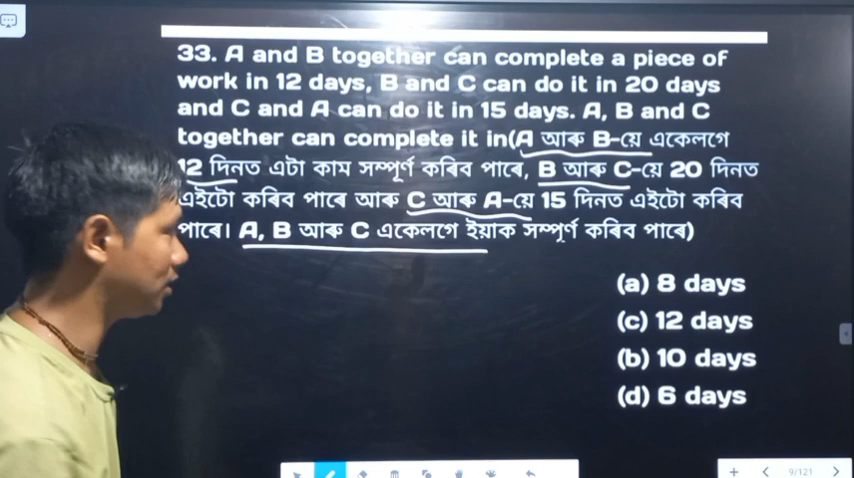 33. A and B together can complete a piece of
work in 12 days, B and C can do it in 20 days
and C and A can do it in 15 days. A, B and C
together can complete it in(A আৰু B-য়ে একেলগে
12 দিনত এটা কাম সম্পূৰ্ণ কৰিব পাৰে, B আৰু C-য়ে 20 দিনত
এইটো কৰিব পাৰে আৰু C আৰু A-য়ে 15 দিনত এইটো কৰিব
পাৰে। A, B আৰু C একেলগে ইয়াক সম্পূৰ্ণ কৰিব পাৰে)
(a) 8 days
(c) 12 days
(b) 10 days
(d) 6 days
9/121